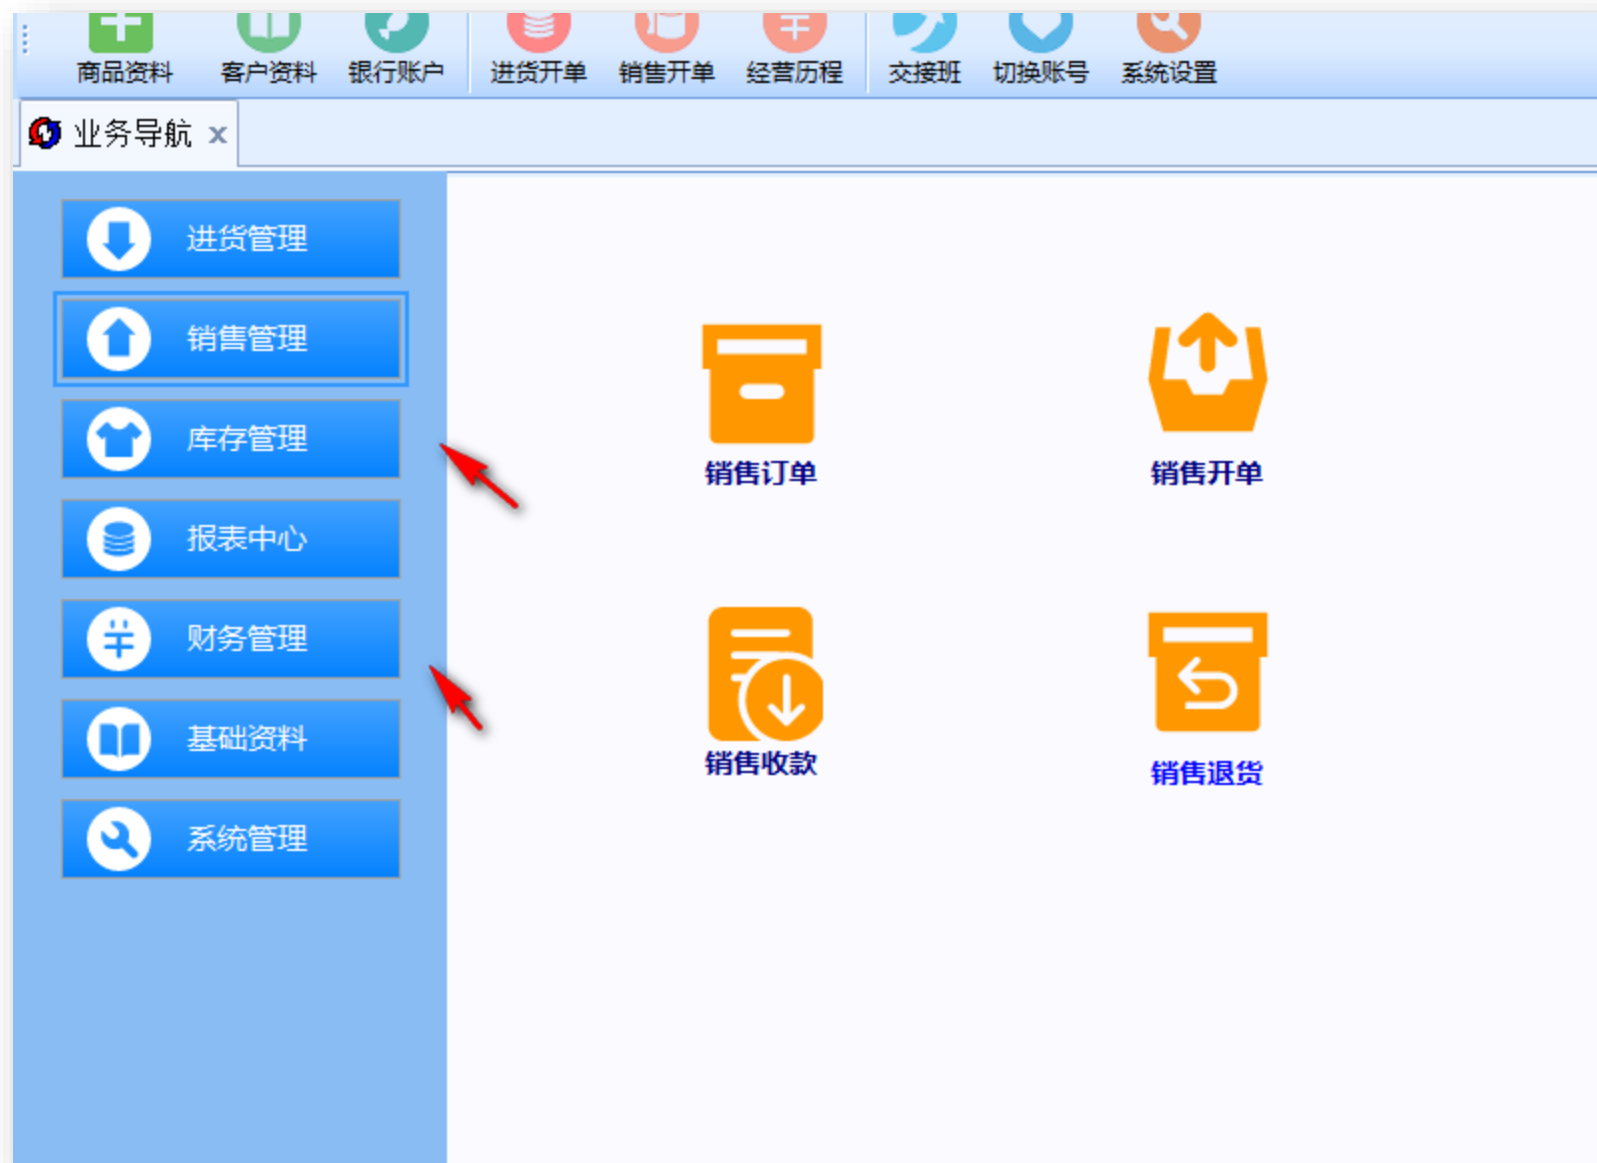 商品资料
客户资料
银行账户
进货开单
销售开单
经营历程
交接班
切换账号
系统设置
业务导航
进货管理
销售管理
库存管理
报表中心
财务管理
基础资料
系统管理
销售订单
销售开单
销售收款
销售退货